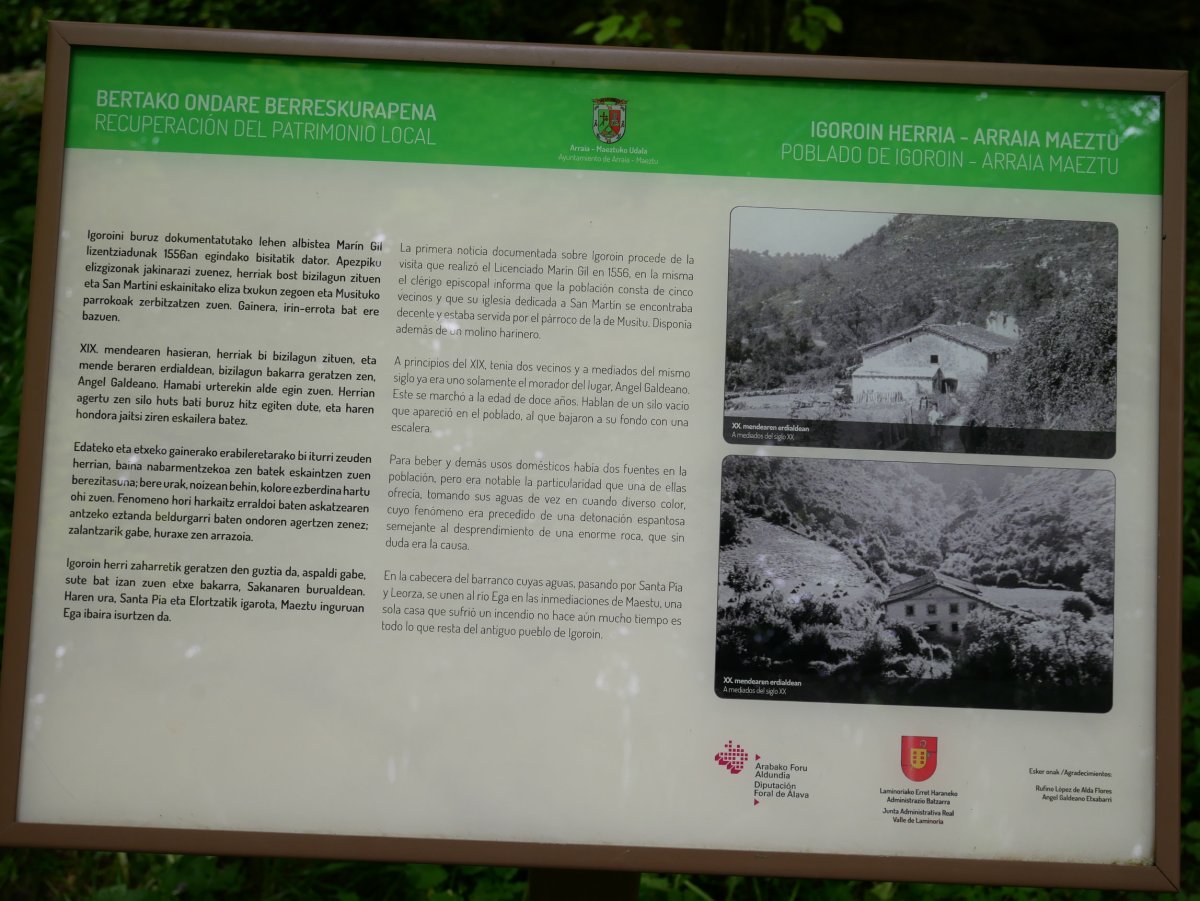 BERTAKO ONDARE BERRESKURAPENA
RECUPERACIÓN DEL PATRIMONIO LOCAL
Arraia - Maeztuko Udala
Ayuntamiento de Arraia - Maeztu
IGOROIN HERRIA - ARRAIA MAEZTU
POBLADO DE IGOROIN - ARRAIA MAEZTU
Igoroini buruz dokumentatutako lehen albistea Marín Gil
lizentziadunak 1556an egindako bisitatik dator. Apezpiku
elizgizonak jakinarazi zuenez, herriak bost bizilagun zituen
eta San Martini eskainitako eliza txukun zegoen eta Musituko
parrokoak zerbitzatzen zuen. Gainera, irin-errota bat ere
bazuen.
XIX. mendearen hasieran, herriak bi bizilagun zituen, eta
mende beraren erdialdean, bizilagun bakarra geratzen zen,
Angel Galdeano. Hamabi urterekin alde egin zuen. Herrian
agertu zen silo huts bati buruz hitz egiten dute, eta haren
hondora jaitsi ziren eskailera batez.
Edateko eta etxeko gainerako erabileretarako bi iturri zeuden
herrian, baina nabarmentzekoa zen batek eskaintzen zuen
berezitasuna; bere urak, noizean behin, kolore ezberdina hartu
ohi zuen. Fenomeno hori harkaitz erraldoi baten askatzearen
antzeko eztanda beldurgarri baten ondoren agertzen zenez;
zalantzarik gabe, huraxe zen arrazoia.
Igoroin herri zaharretik geratzen den guztia da, aspaldi gabe,
sute bat izan zuen etxe bakarra, Sakanaren burualdean.
Haren ura, Santa Pia eta Elortzatik igarota, Maeztu inguruan
Ega ibaira isurtzen da.
La primera noticia documentada sobre Igoroin procede de la
visita que realizó el Licenciado Marín Gil en 1556, en la misma
el clérigo episcopal informa que la población consta de cinco
vecinos y que su iglesia dedicada a San Martín se encontraba
decente y estaba servida por el párroco de la de Musitu. Disponía
además de un molino harinero.
A principios del XIX, tenia dos vecinos y a mediados del mismo
siglo ya era uno solamente el morador del lugar, Angel Galdeano.
Este se marchó a la edad de doce años. Hablan de un silo vacío
que apareció en el poblado, al que bajaron a su fondo con una
escalera.
Para beber y demás usos domésticos había dos fuentes en la
población, pero era notable la particularidad que una de ellas
ofrecía, tomando sus aguas de vez en cuando diverso color,
cuyo fenómeno era precedido de una detonación espantosa
semejante al desprendimiento de una enorme roca, que sin
duda era la causa.
En la cabecera del barranco cuyas aguas, pasando por Santa Pía
y Leorza, se unen al río Ega en las inmediaciones de Maestu, una
sola casa que sufrió un incendio no hace aún mucho tiempo es
todo lo que resta del antiguo pueblo de Igoroin.
XX. mendearen erdialdean
A mediados del siglo XX
XX. mendearen erdialdean
A mediados del siglo XX
Arabako Foru
Aldundia
Diputación
Foral de Álava
Laminoriako Erret Haraneko
Administrazio Batzarra
Junta Administrativa Real
Valle de Laminoria
Esker onak /Agradecimientos:
Rufino López de Alda Flores
Angel Galdeano Etxabarri